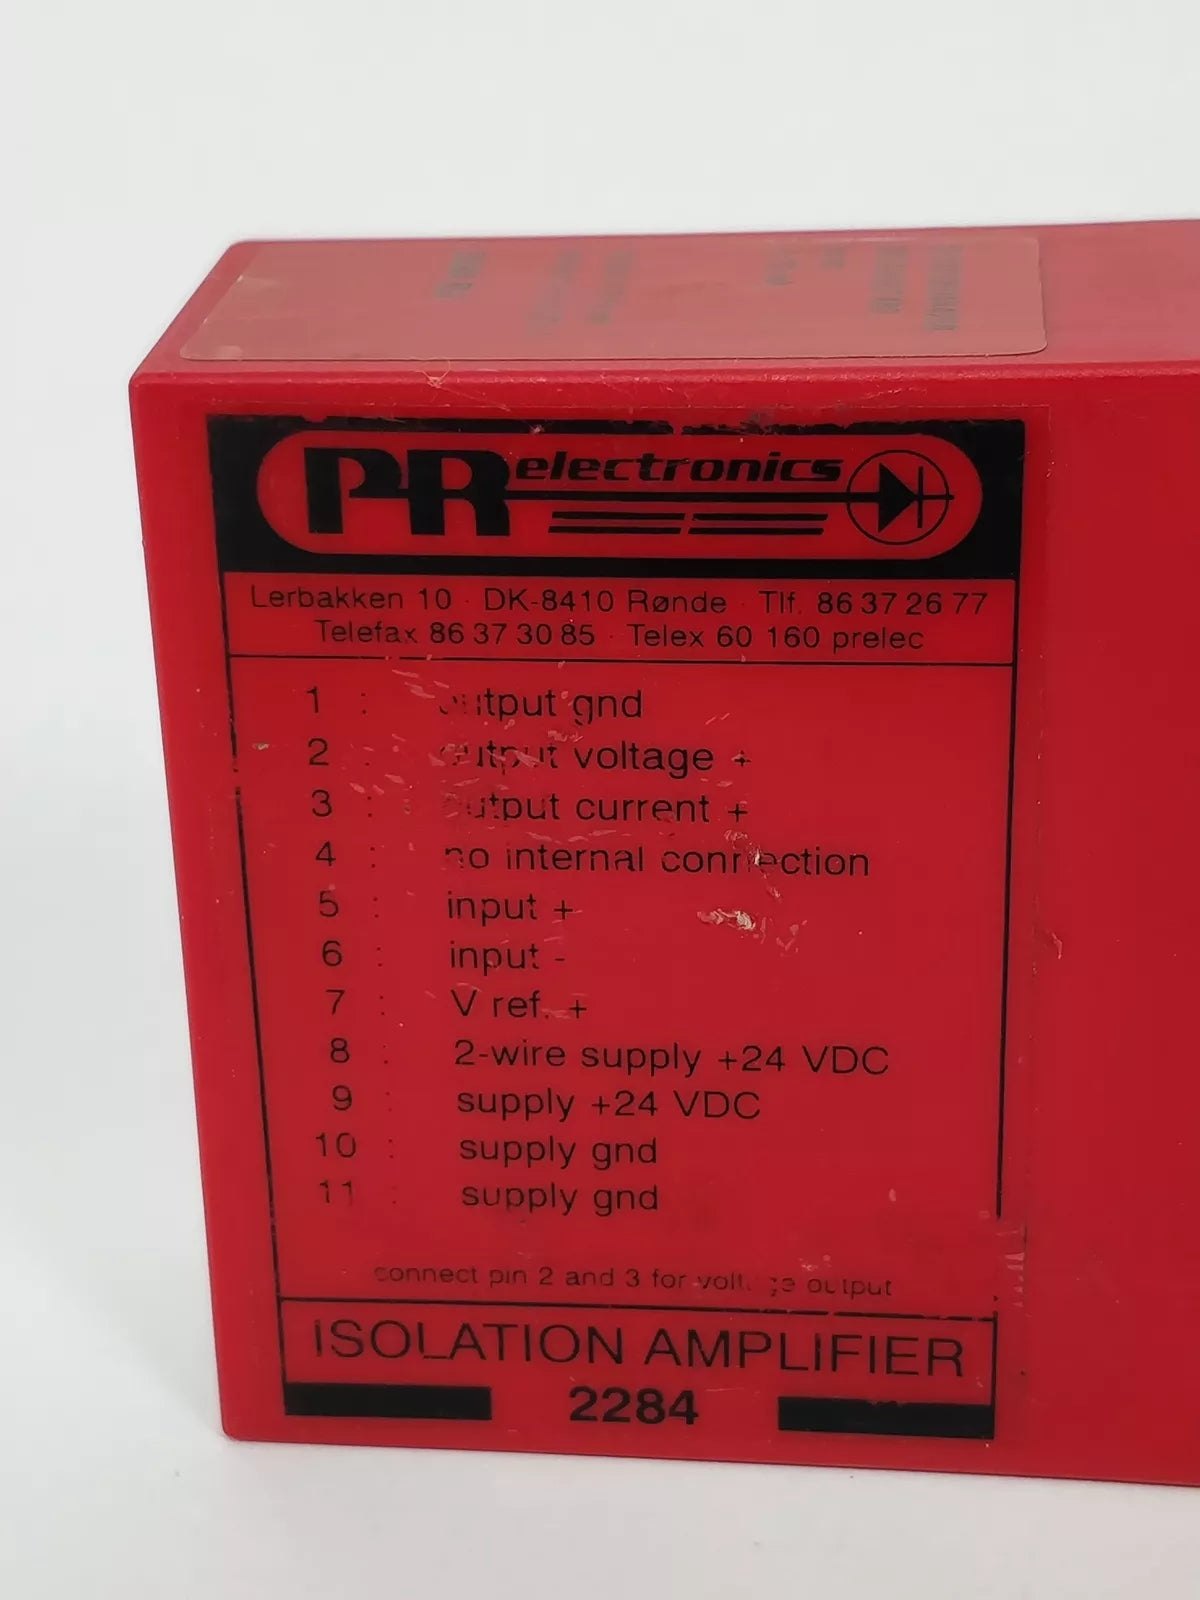 PR electronics
Lerbakken 10 · DK-8410 Rønde · Tlf. 86 37 26 77
Telefax 86 37 30 85 · Telex 60 160 prelec
1 : output gnd
2 : output voltage +
3 : output current +
4 : no internal connection
5 : input +
6 : input -
7 : V ref. +
8 : 2-wire supply +24 VDC
9 : supply +24 VDC
10 : supply gnd
11 : supply gnd
connect pin 2 and 3 for voltage output
ISOLATION AMPLIFIER
2284